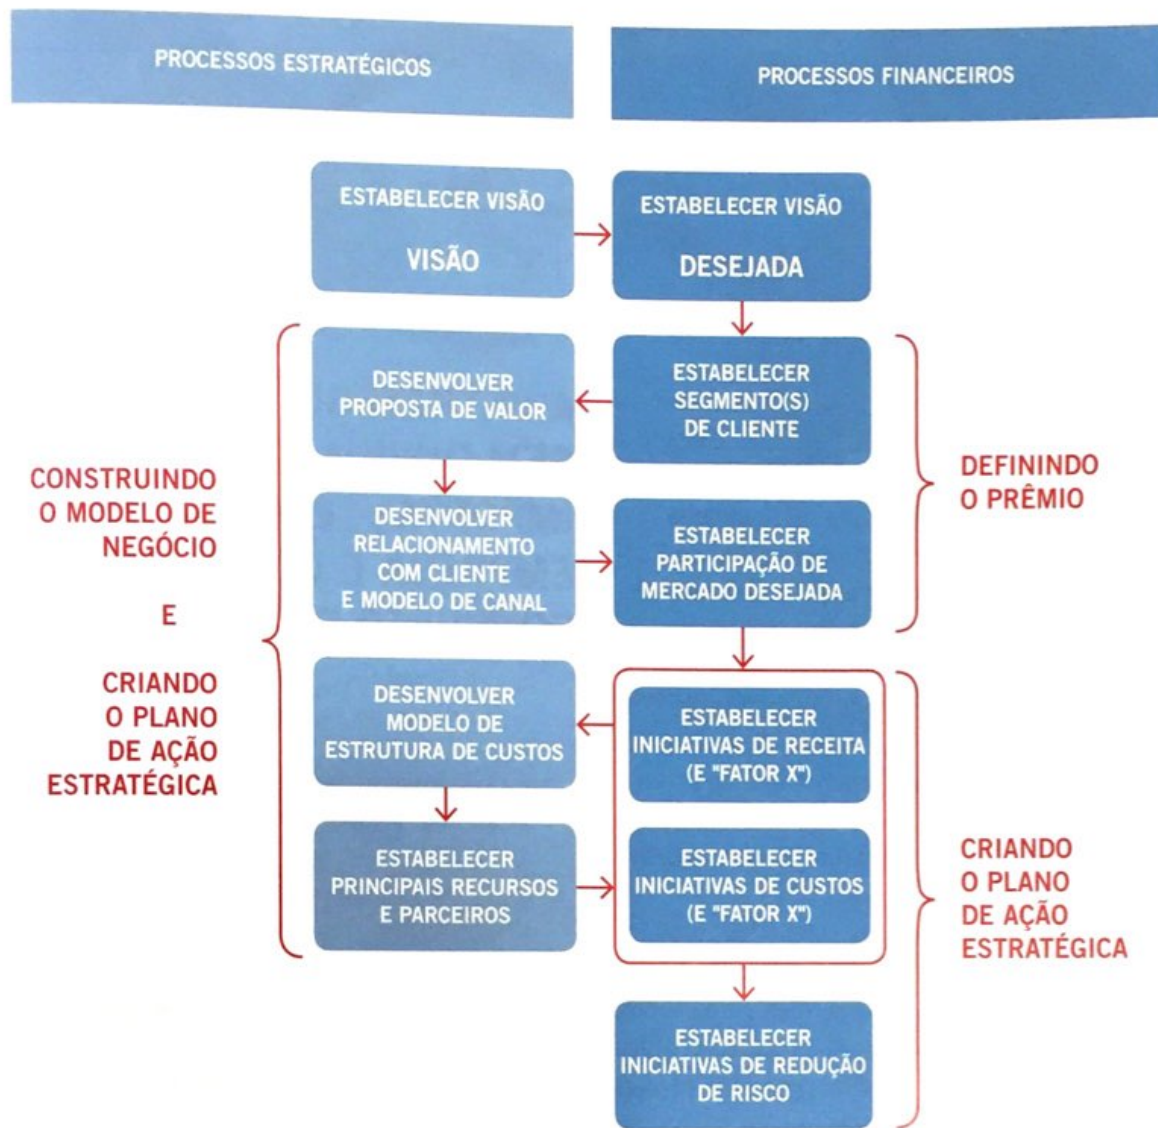 PROCESSOS ESTRATÉGICOS
PROCESSOS FINANCEIROS
ESTABELECER VISÃO
VISÃO
ESTABELECER VISÃO
DESEJADA
DESENVOLVER
PROPOSTA DE VALOR
ESTABELECER
SEGMENTO(S)
DE CLIENTE
CONSTRUINDO
O MODELO DE
NEGÓCIO
E
CRIANDO
O PLANO
DE AÇÃO
ESTRATÉGICA
DEFININDO
O PRÊMIO
DESENVOLVER
RELACIONAMENTO
COM CLIENTE
E MODELO DE CANAL
ESTABELECER
PARTICIPAÇÃO DE
MERCADO DESEJADA
DESENVOLVER
MODELO DE
ESTRUTURA DE CUSTOS
ESTABELECER
INICIATIVAS DE RECEITA
(E "FATOR X")
ESTABELECER
PRINCIPAIS RECURSOS
E PARCEIROS
ESTABELECER
INICIATIVAS DE CUSTOS
(E "FATOR X")
CRIANDO
O PLANO
DE AÇÃO
ESTRATÉGICA
ESTABELECER
INICIATIVAS DE REDUÇÃO
DE RISCO